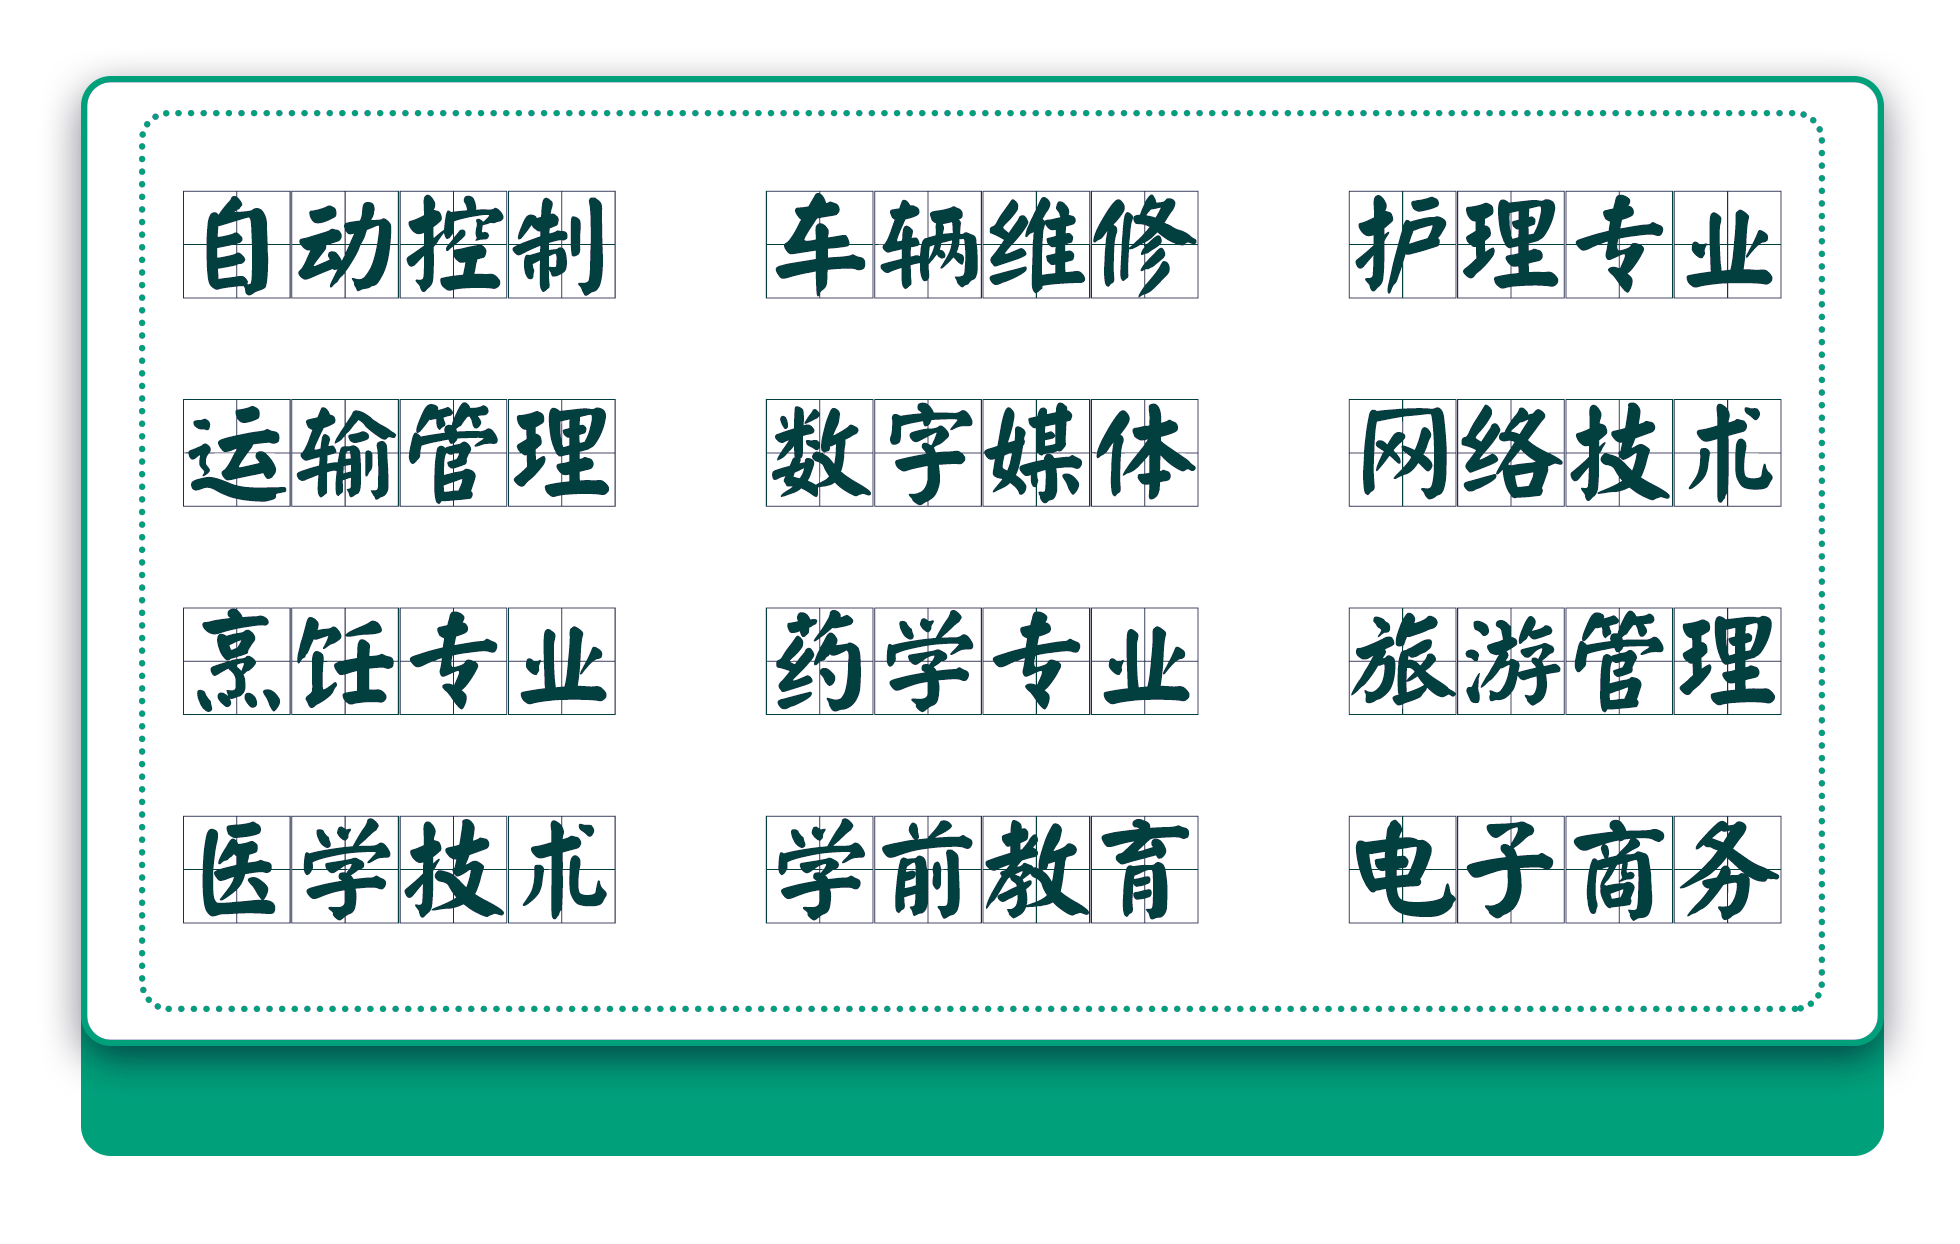 自动控制 车辆维修 护理专业
运输管理 数字媒体 网络技术
烹饪专业 药学专业 旅游管理
医学技术 学前教育 电子商务